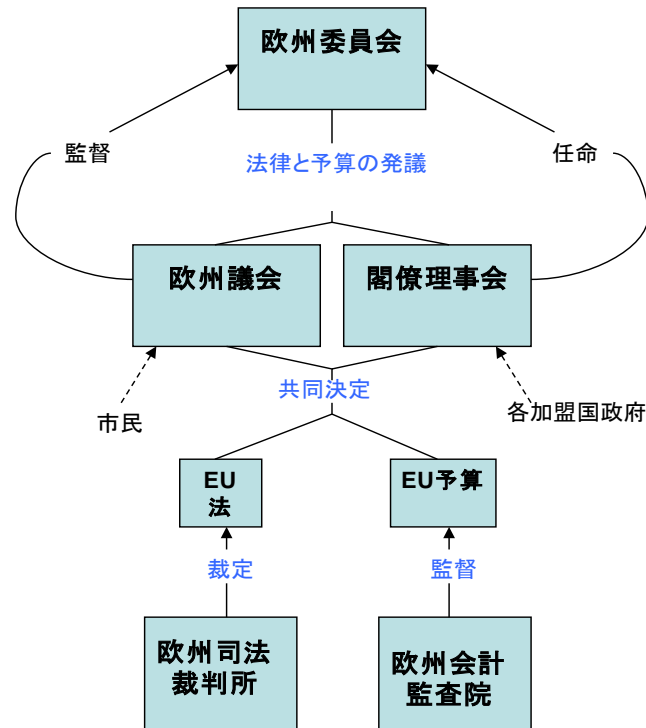 欧州委員会
監督
法律と予算の発議
任命
欧州議会
閣僚理事会
共同決定
市民
各加盟国政府
EU
法
EU予算
裁定
監督
欧州司法
裁判所
欧州会計
監査院